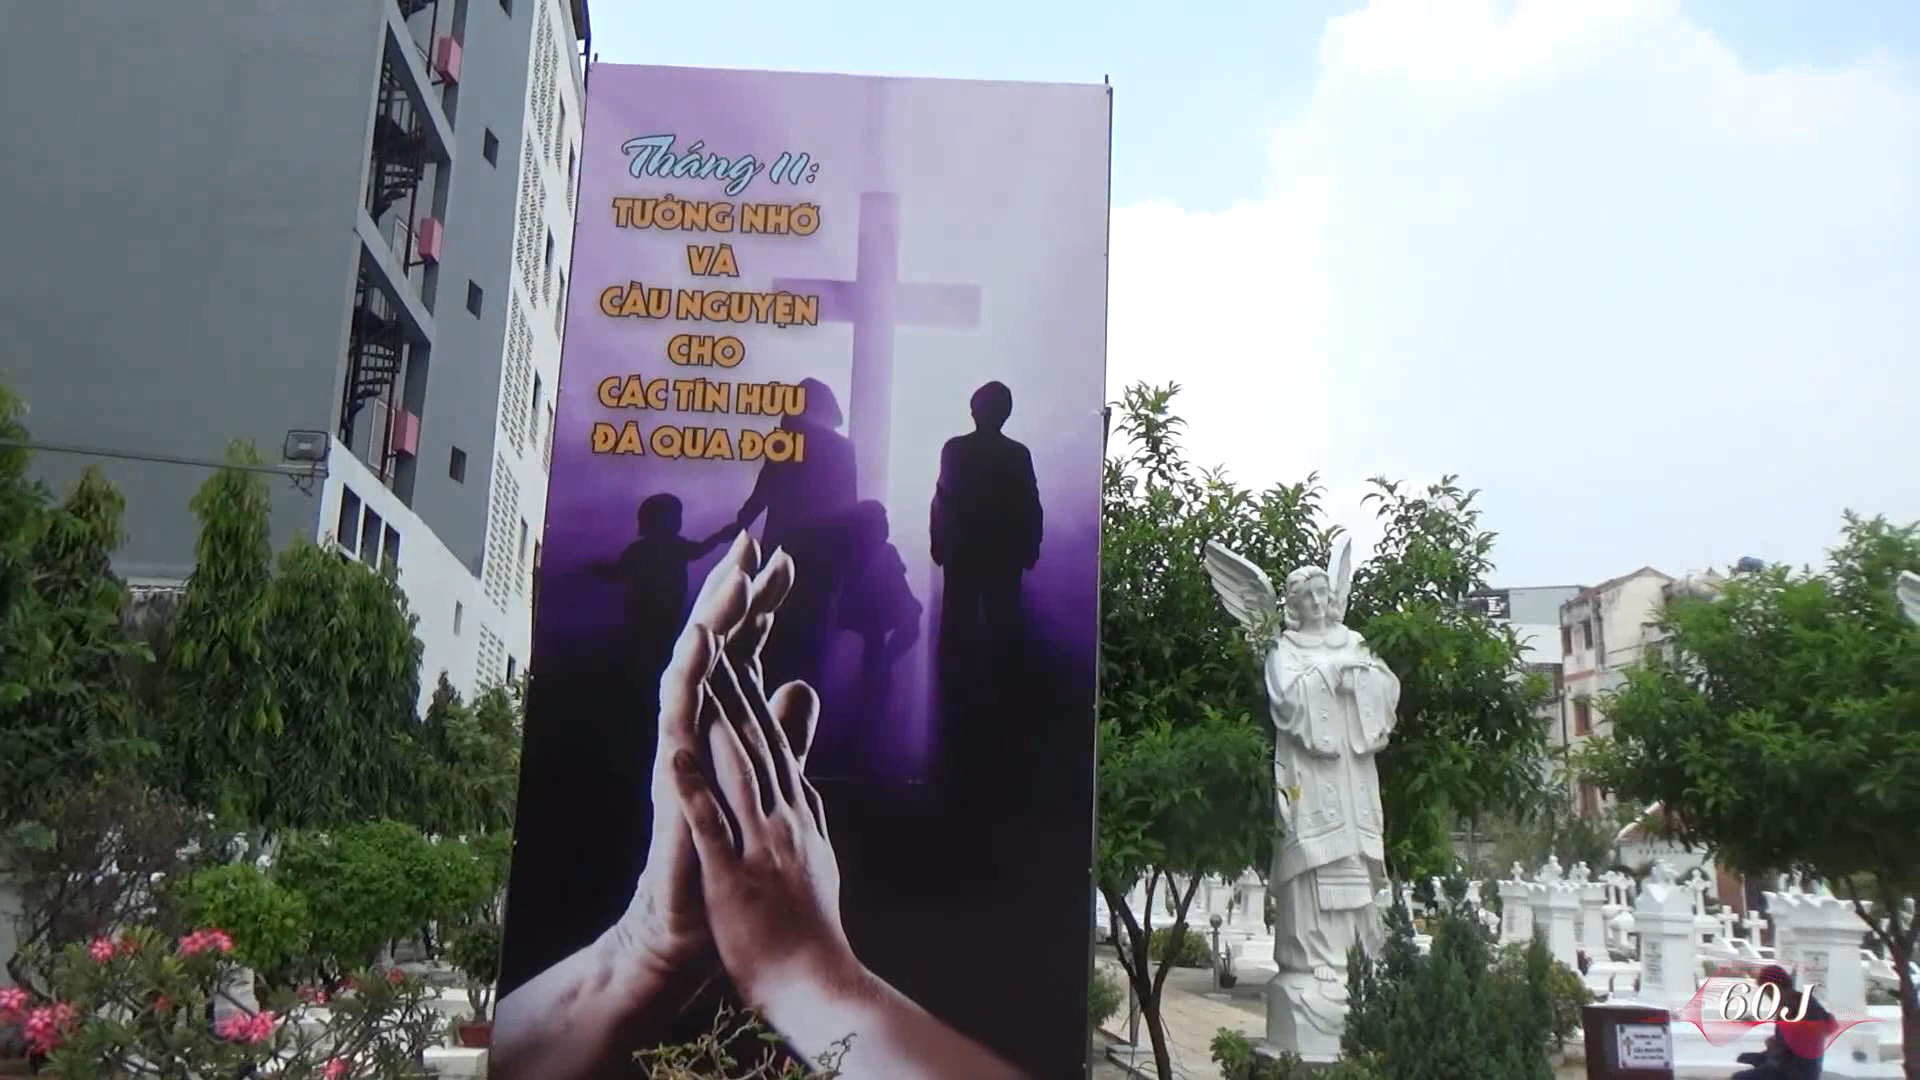 Tháng 11:
TƯỞNG NHỚ
VÀ
CẦU NGUYỆN
CHO
CÁC TÍN HỮU
ĐÃ QUA ĐỜI
60J